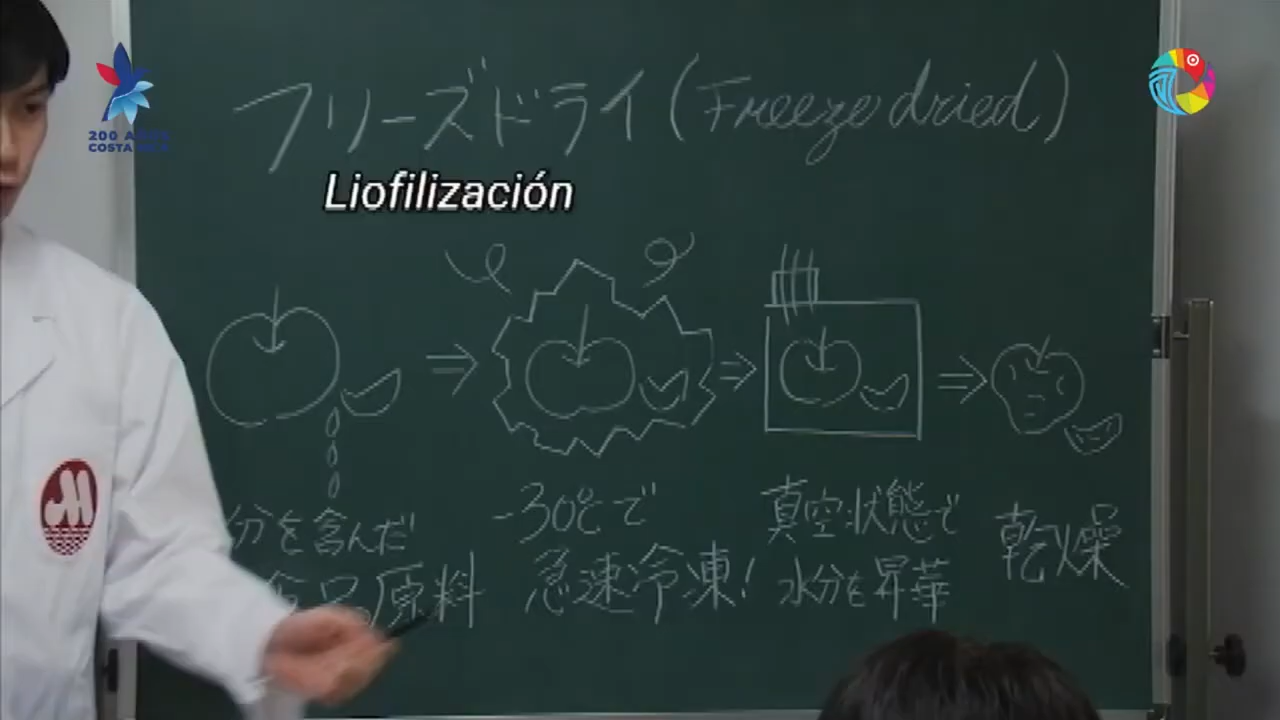 フリーズドライ (Freeze dried)
Liofilización
200 AÑOS
COSTA RICA
分を含んだ
食品原料
-30℃で
急速冷凍!
真空状態で
水分を昇華
乾燥
M